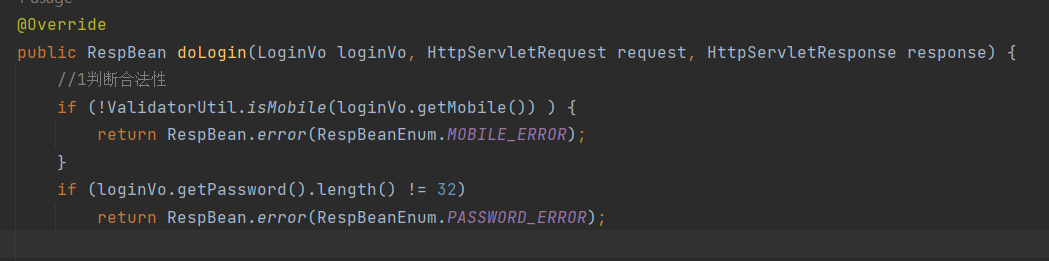 usage
@Override
public RespBean doLogin(LoginVo loginVo, HttpServletRequest request, HttpServletResponse response) {
//1判断合法性
if (!ValidatorUtil.isMobile(loginVo.getMobile()) ) {
return RespBean.error(RespBeanEnum.MOBILE_ERROR);
}
if (loginVo.getPassword().length() != 32)
return RespBean.error(RespBeanEnum.PASSWORD_ERROR);